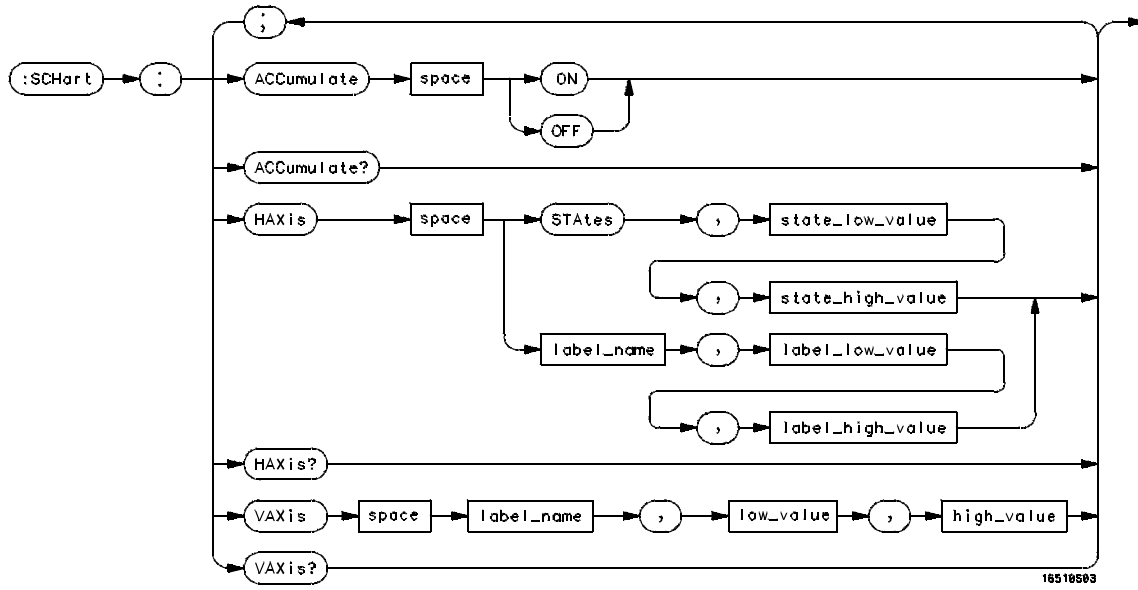 ;
:SCHart : ACCumulate space ON
OFF
ACCumulate?
HAXis space STAtes , state_low_value
, state_high_value
label_name , label_low_value
, label_high_value
HAXis?
VAXis space label_name , low_value , high_value
VAXis?
16510S03